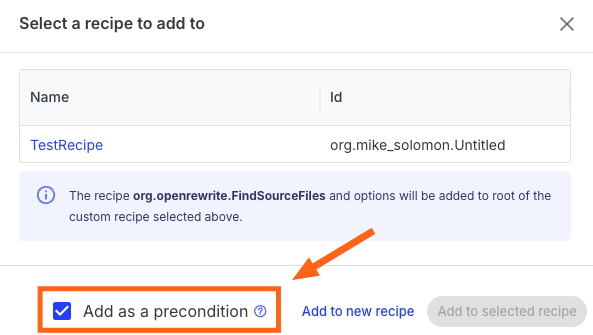 Select a recipe to add to
Name
Id
TestRecipe
org.mike_solomon.Untitled
The recipe org.openrewrite.FindSourceFiles and options will be added to root of the
custom recipe selected above.
Add as a precondition
Add to new recipe
Add to selected recipe